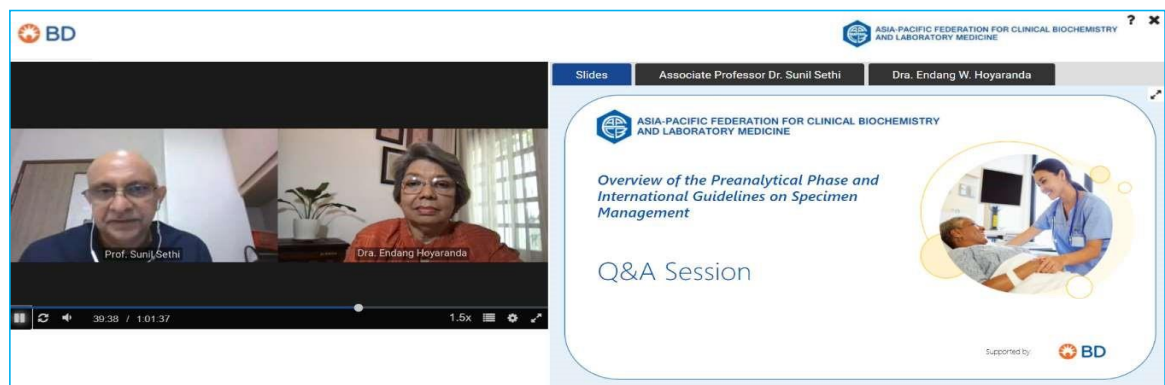 BD
ASIA-PACIFIC FEDERATION FOR CLINICAL BIOCHEMISTRY
AND LABORATORY MEDICINE
?
Slides
Associate Professor Dr. Sunil Sethi
Dra. Endang W. Hoyaranda
ASIA-PACIFIC FEDERATION FOR CLINICAL BIOCHEMISTRY
AND LABORATORY MEDICINE
Overview of the Preanalytical Phase and
International Guidelines on Specimen
Management
Q&A Session
Supported by
BD
Prof. Sunil Sethi
Dra. Endang Hoyaranda
39:38 / 1:01:37
1.5x